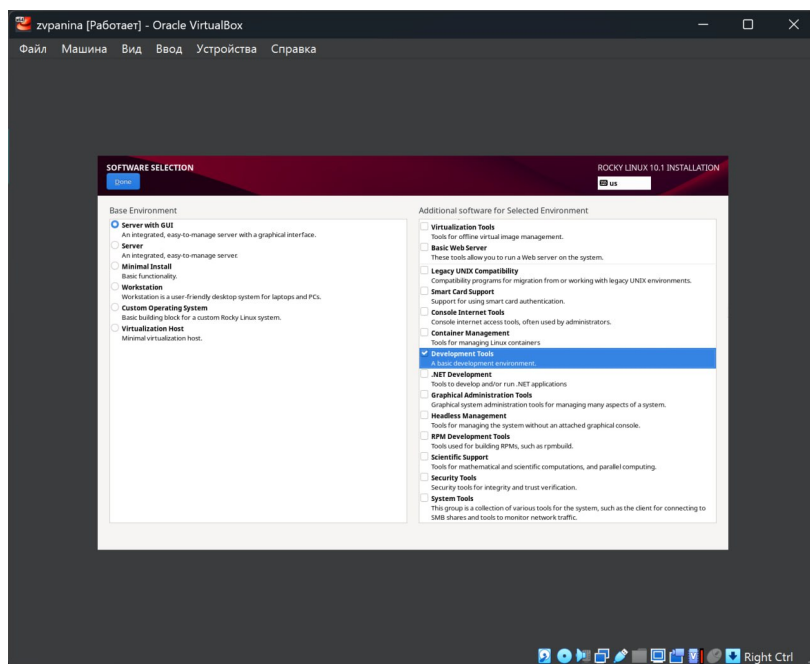 zvpanina [Работает] - Oracle VirtualBox
Файл Машина Вид Ввод Устройства Справка
SOFTWARE SELECTION
Done
ROCKY LINUX 10.1 INSTALLATION
us
Base Environment
Server with GUI
An integrated, easy-to-manage server with a graphical interface.
Server
An integrated, easy-to-manage server.
Minimal Install
Basic functionality.
Workstation
Workstation is a user-friendly desktop system for laptops and PCs.
Custom Operating System
Basic building block for a custom Rocky Linux system.
Virtualization Host
Minimal virtualization host.
Additional software for Selected Environment
Virtualization Tools
Tools for offline virtual image management.
Basic Web Server
These tools allow you to run a Web server on the system.
Legacy UNIX Compatibility
Compatibility programs for migration from or working with legacy UNIX environments.
Smart Card Support
Support for using smart card authentication.
Console Internet Tools
Console internet access tools, often used by administrators.
Container Management
Tools for managing Linux containers
Development Tools
A basic development environment.
.NET Development
Tools to develop and/or run .NET applications
Graphical Administration Tools
Graphical system administration tools for managing many aspects of a system.
Headless Management
Tools for managing the system without an attached graphical console.
RPM Development Tools
Tools used for building RPMs, such as rpmbuild.
Scientific Support
Tools for mathematical and scientific computations, and parallel computing.
Security Tools
Security tools for integrity and trust verification.
System Tools
This group is a collection of various tools for the system, such as the client for connecting to
SMB shares and tools to monitor network traffic.
Right Ctrl